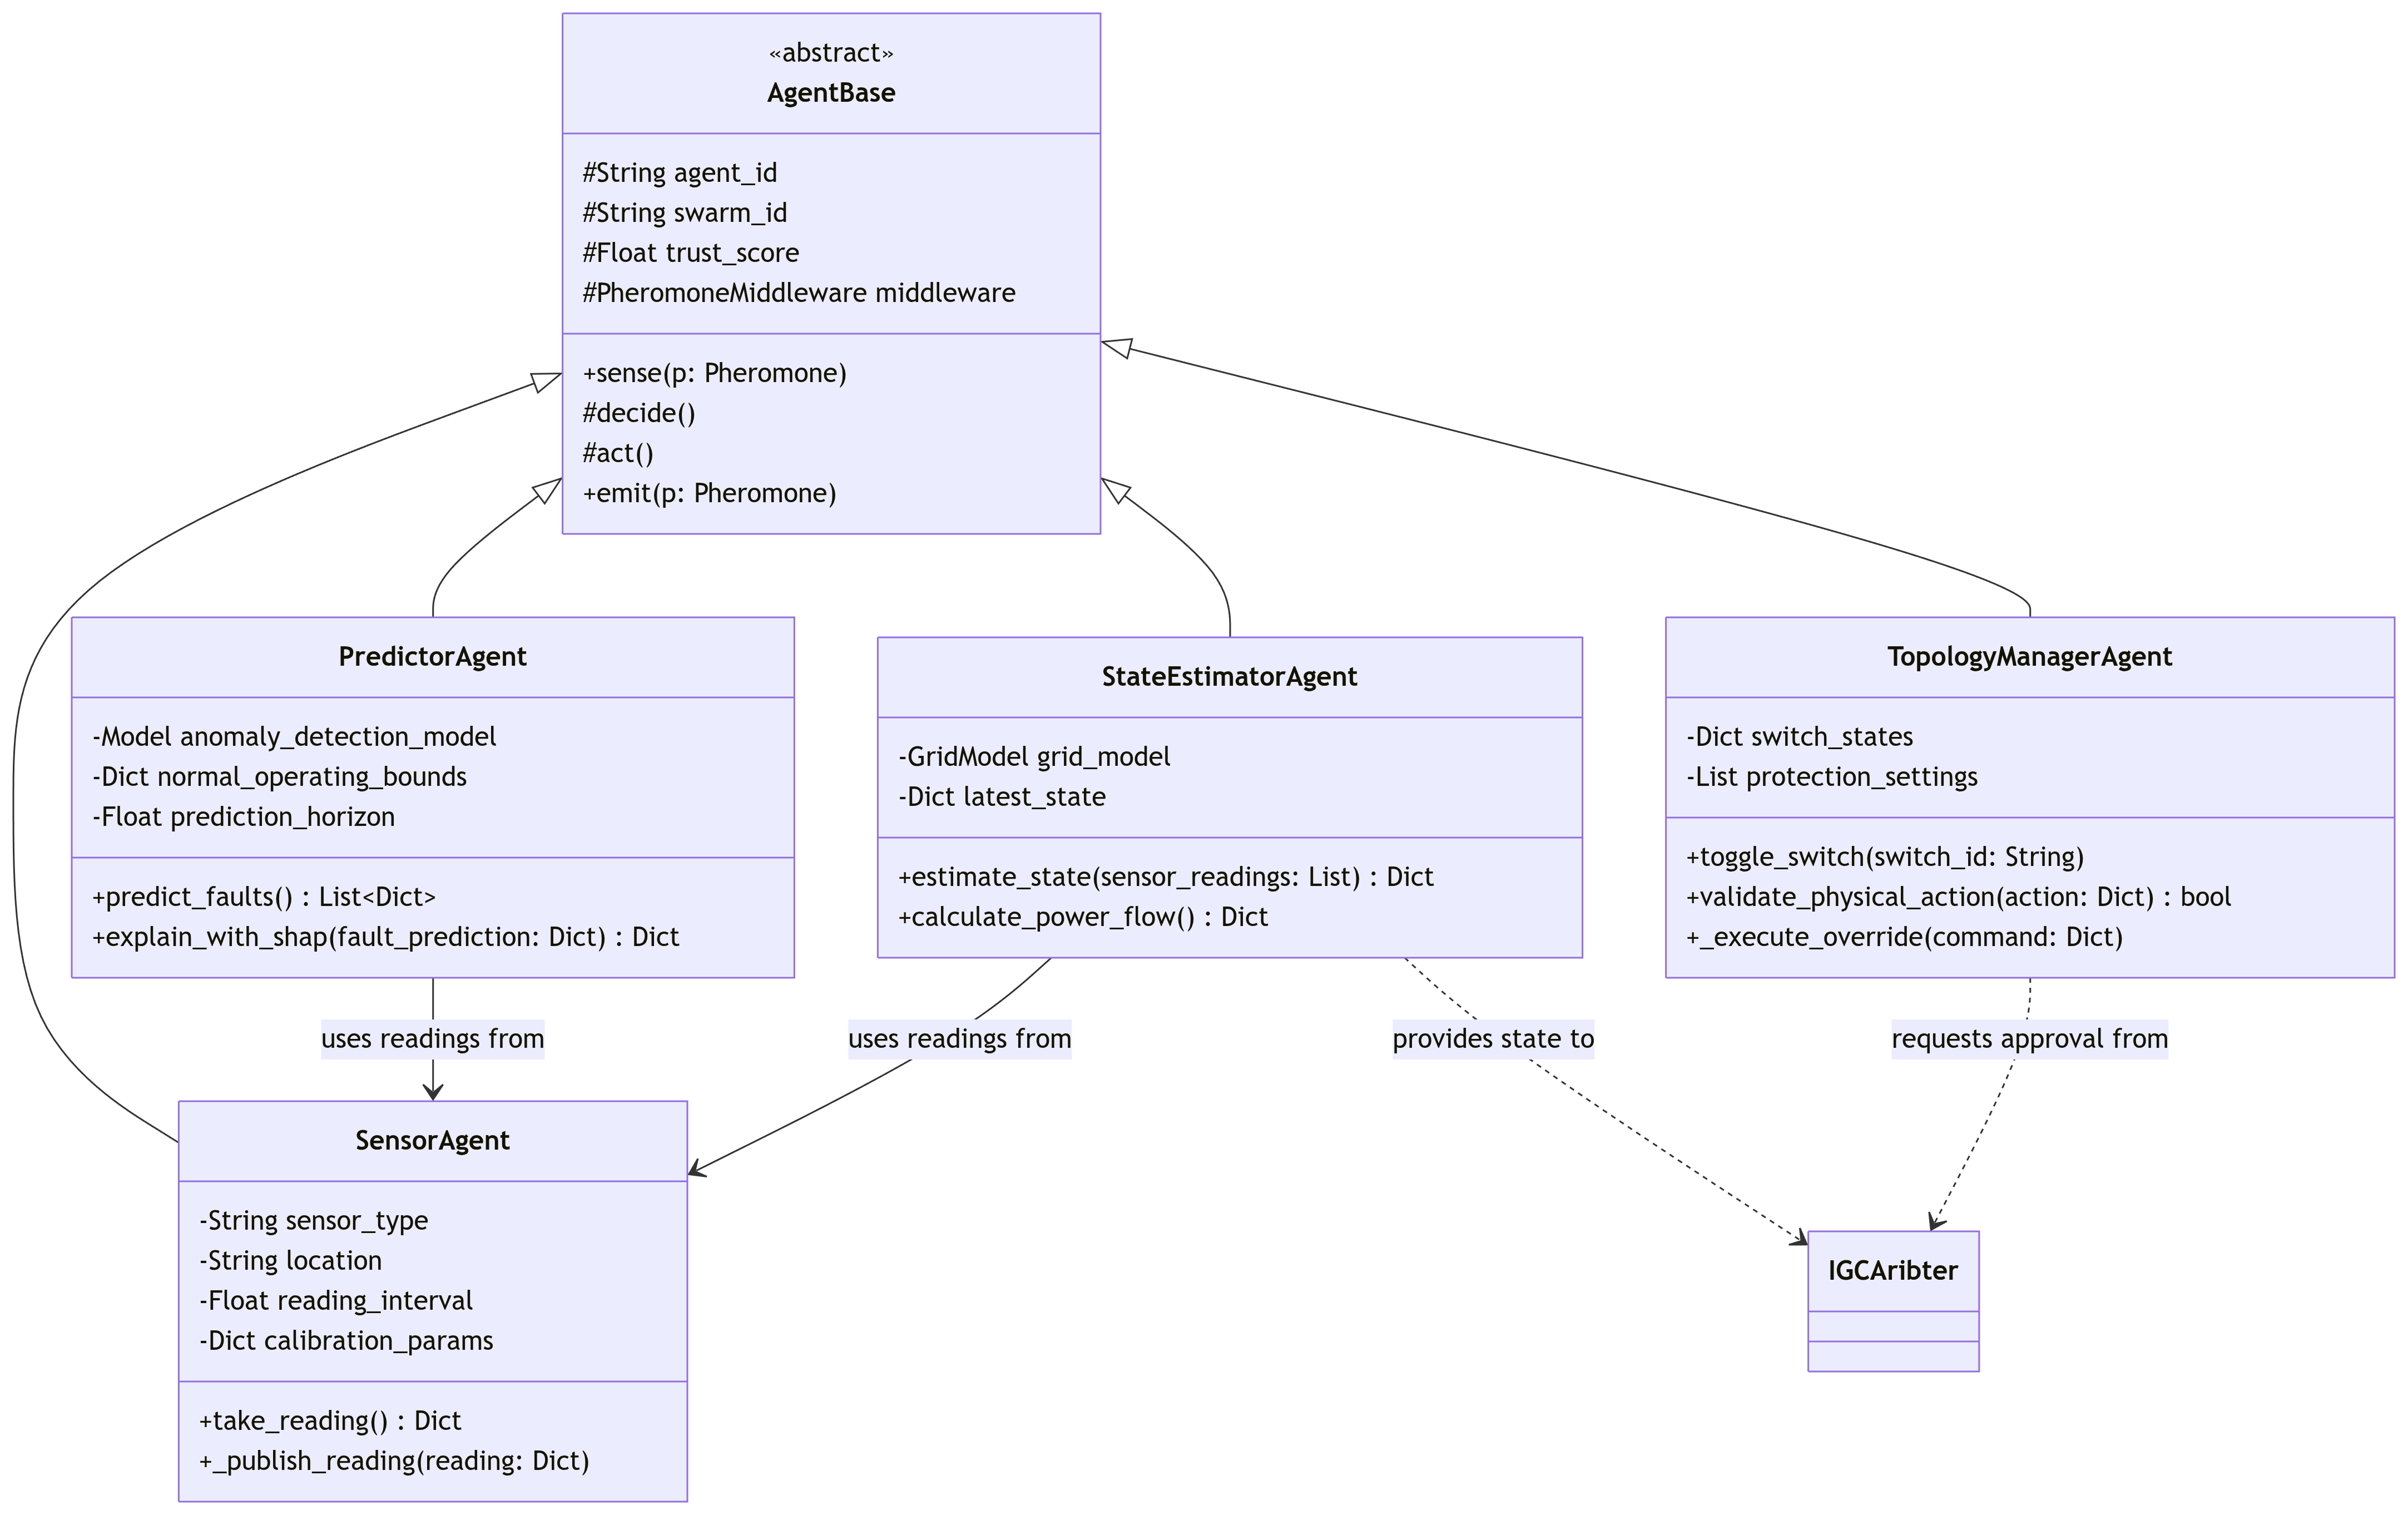 «abstract»
AgentBase
#String agent_id
#String swarm_id
#Float trust_score
#PheromoneMiddleware middleware
+sense(p: Pheromone)
#decide()
#act()
+emit(p: Pheromone)
PredictorAgent
-Model anomaly_detection_model
-Dict normal_operating_bounds
-Float prediction_horizon
+predict_faults() : List<Dict>
+explain_with_shap(fault_prediction: Dict) : Dict
StateEstimatorAgent
-GridModel grid_model
-Dict latest_state
+estimate_state(sensor_readings: List) : Dict
+calculate_power_flow() : Dict
TopologyManagerAgent
-Dict switch_states
-List protection_settings
+toggle_switch(switch_id: String)
+validate_physical_action(action: Dict) : bool
+_execute_override(command: Dict)
uses readings from
uses readings from
provides state to
requests approval from
SensorAgent
-String sensor_type
-String location
-Float reading_interval
-Dict calibration_params
+take_reading() : Dict
+_publish_reading(reading: Dict)
IGCAribter